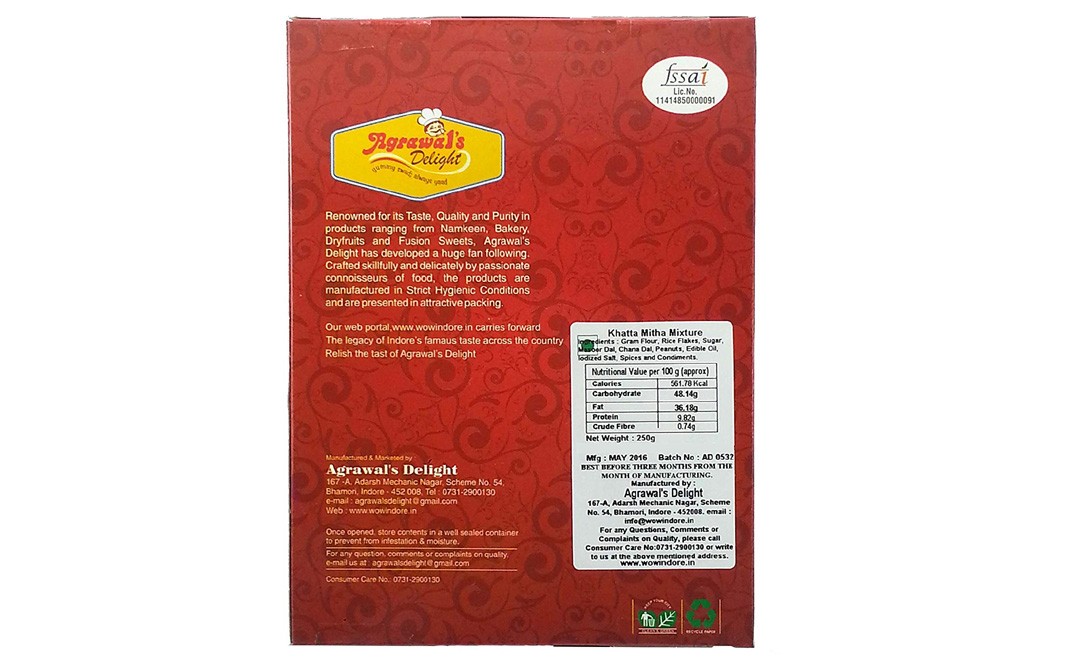 fssai
Lic.No.
11414850000091
Agrawal's
Delight
Renowned for its Taste, Quality and Purity in
products ranging from Namkeen, Bakery,
Dryfruits and Fusion Sweets, Agrawal's
Delight has developed a huge fan following.
Crafted skillfully and delicately by passionate
connoisseurs of food, the products are
manufactured in Strict Hygienic Conditions
and are presented in attractive packing.
Our web portal,www.wowindore.in carries forward
The legacy of Indore's famaus taste across the country
Relish the tast of Agrawal's Delight
Manufactured & Marketed by :
Agrawal's Delight
167 -A, Adarsh Mechanic Nagar, Scheme No. 54,
Bhamori, Indore - 452 008, Tel : 0731-2900130
e-mail : agrawalsdelight@gmail.com
Web : www.wowindore.in
Once opened, store contents in a well sealed container
to prevent from infestation & moisture.
For any question, comments or complaints on quality,
e-mail us at : agrawalsdelight@gmail.com
Consumer Care No.: 0731-2900130
Khatta Mitha Mixture
Ingredients : Gram Flour, Rice Flakes, Sugar,
Masoor Dal, Chana Dal, Peanuts, Edible Oil,
Iodized Salt, Spices and Condiments.
Nutritional Value per 100 g (approx)
Calories 561.78 Kcal
Carbohydrate 48.14g
Fat 36.18g
Protein 9.82g
Crude Fibre 0.74g
Net Weight : 250g
Mfg : MAY 2016 Batch No : AD 0532
BEST BEFORE THREE MONTHS FROM THE
MONTH OF MANUFACTURING.
Manufactured by :
Agrawal's Delight
167-A, Adarsh Mechanic Nagar, Scheme
No. 54, Bhamori, Indore - 452008. email :
info@wowindore.in
For any Questions, Comments or
Complaints on Quality, please call
Consumer Care No:0731-2900130 or write
to us at the above mentioned address.
www.wowindore.in
RECYCLE PAPER